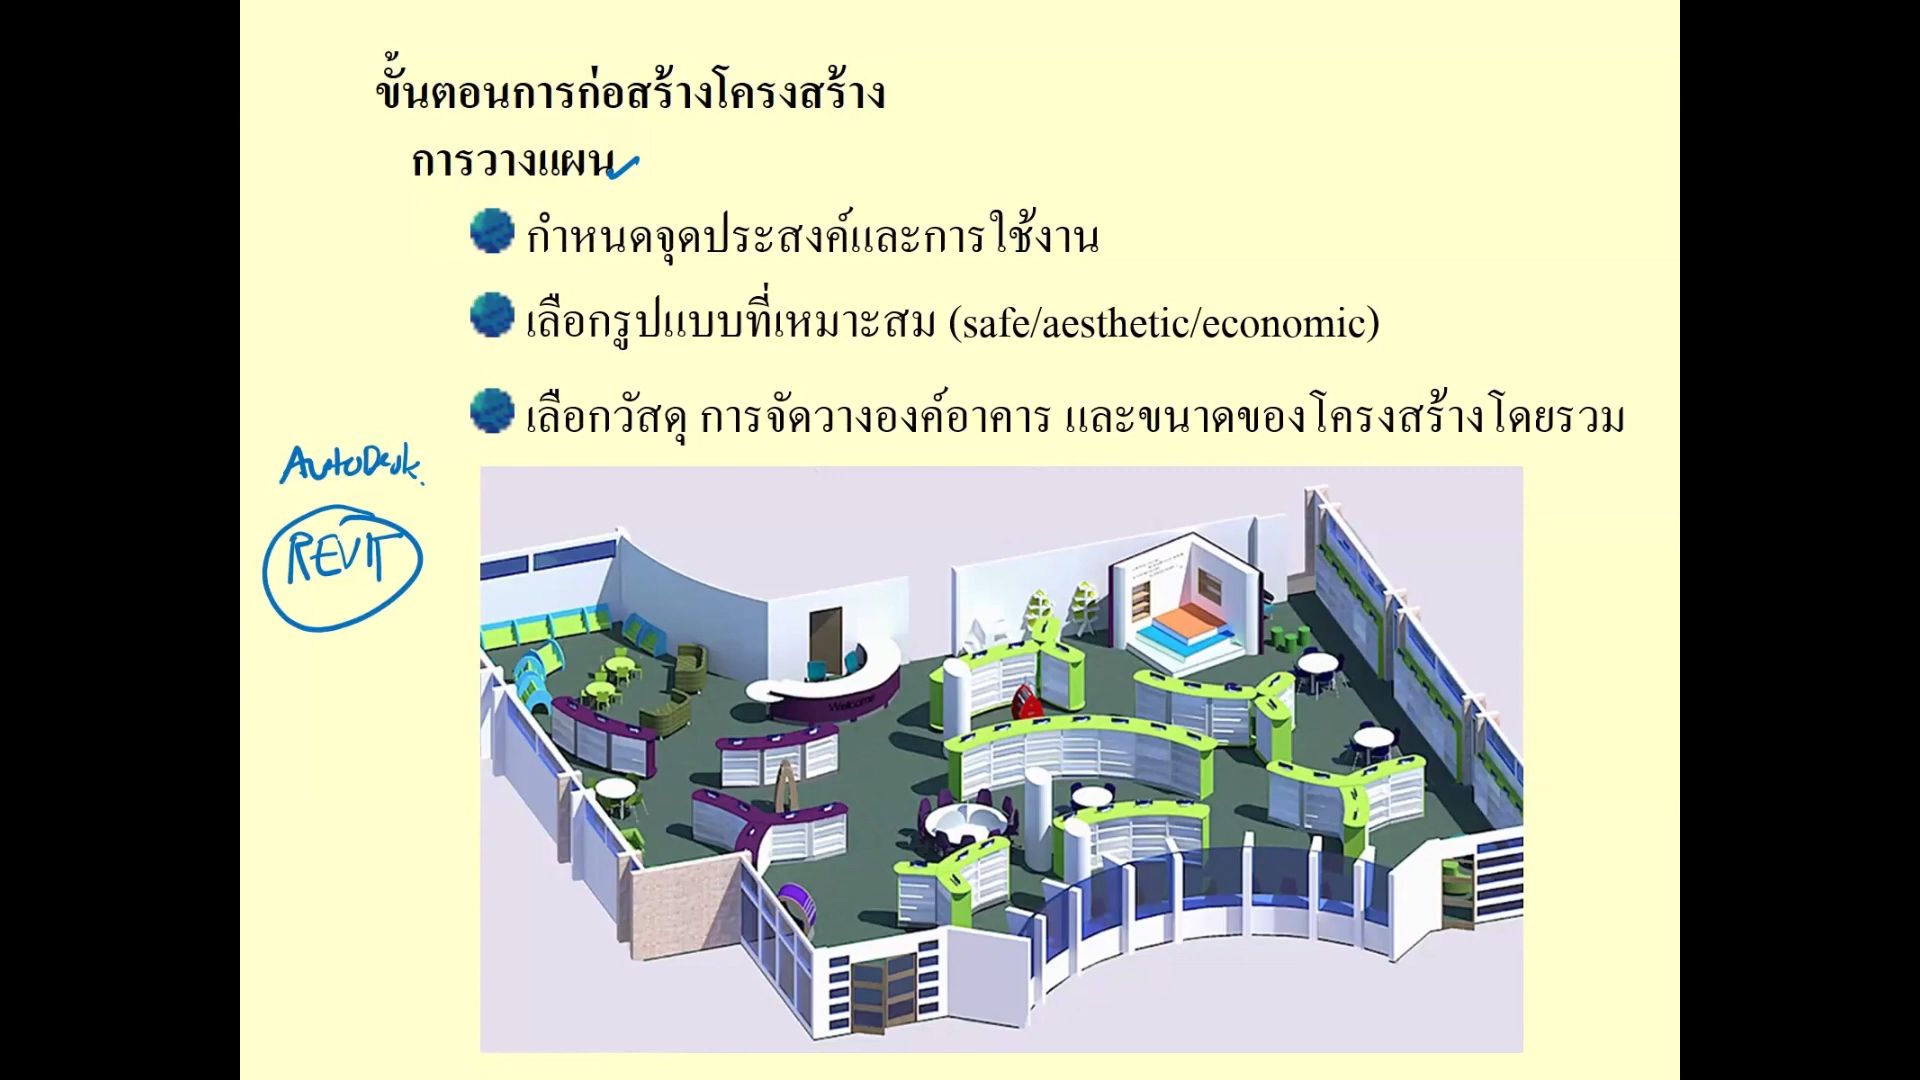 ขั้นตอนการก่อสร้างโครงสร้าง
การวางแผน
กำหนดจุดประสงค์และการใช้งาน
เลือกรูปแบบที่เหมาะสม (safe/aesthetic/economic)
เลือกวัสดุ การจัดวางองค์อาคาร และขนาดของโครงสร้างโดยรวม
AutoDesk.
REVIT
Welcome